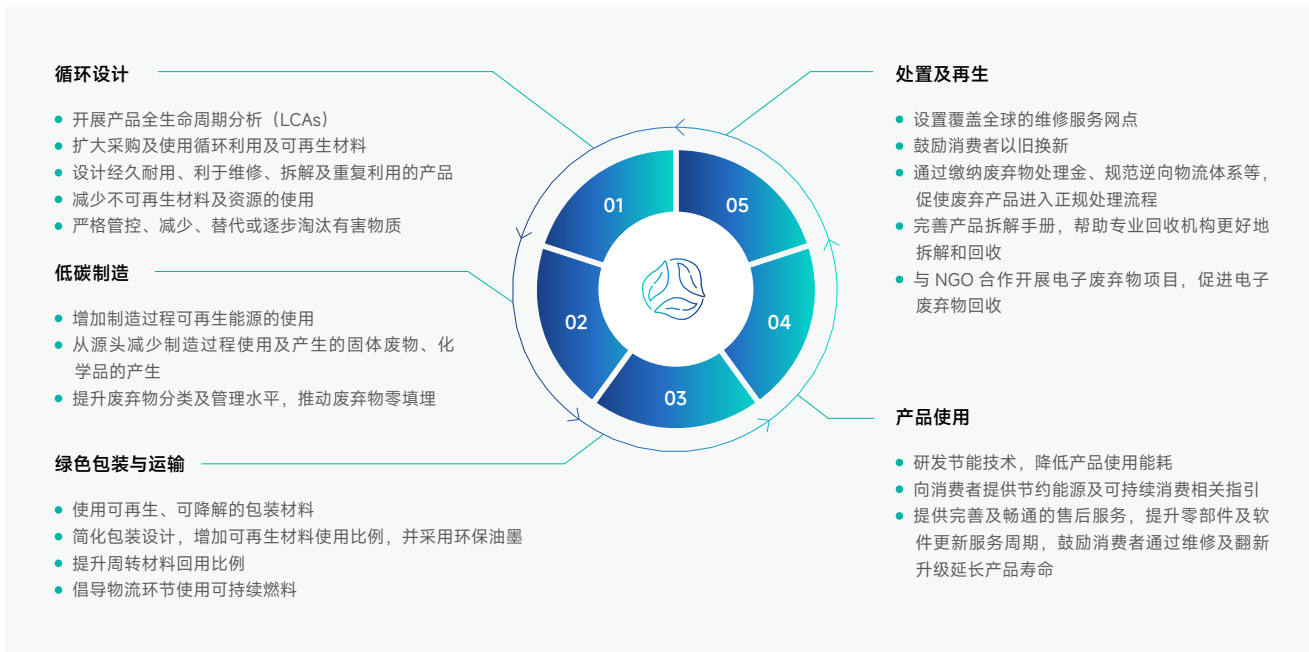 循环设计
开展产品全生命周期分析（LCAs）
扩大采购及使用循环利用及可再生材料
设计经久耐用、利于维修、拆解及重复利用的产品
减少不可再生材料及资源的使用
严格管控、减少、替代或逐步淘汰有害物质
低碳制造
增加制造过程可再生能源的使用
从源头减少制造过程使用及产生的固体废物、化
学品的产生
提升废弃物分类及管理水平，推动废弃物零填埋
绿色包装与运输
使用可再生、可降解的包装材料
简化包装设计，增加可再生材料使用比例，并采用环保油墨
提升周转材料回用比例
倡导物流环节使用可持续燃料
01
02
03
04
05
处置及再生
设置覆盖全球的维修服务网点
鼓励消费者以旧换新
通过缴纳废弃物处理金、规范逆向物流体系等，
促使废弃产品进入正规处理流程
完善产品拆解手册，帮助专业回收机构更好地
拆解和回收
与 NGO 合作开展电子废弃物项目，促进电子
废弃物回收
产品使用
研发节能技术，降低产品使用能耗
向消费者提供节约能源及可持续消费相关指引
提供完善及畅通的售后服务，提升零部件及软
件更新服务周期，鼓励消费者通过维修及翻新
升级延长产品寿命